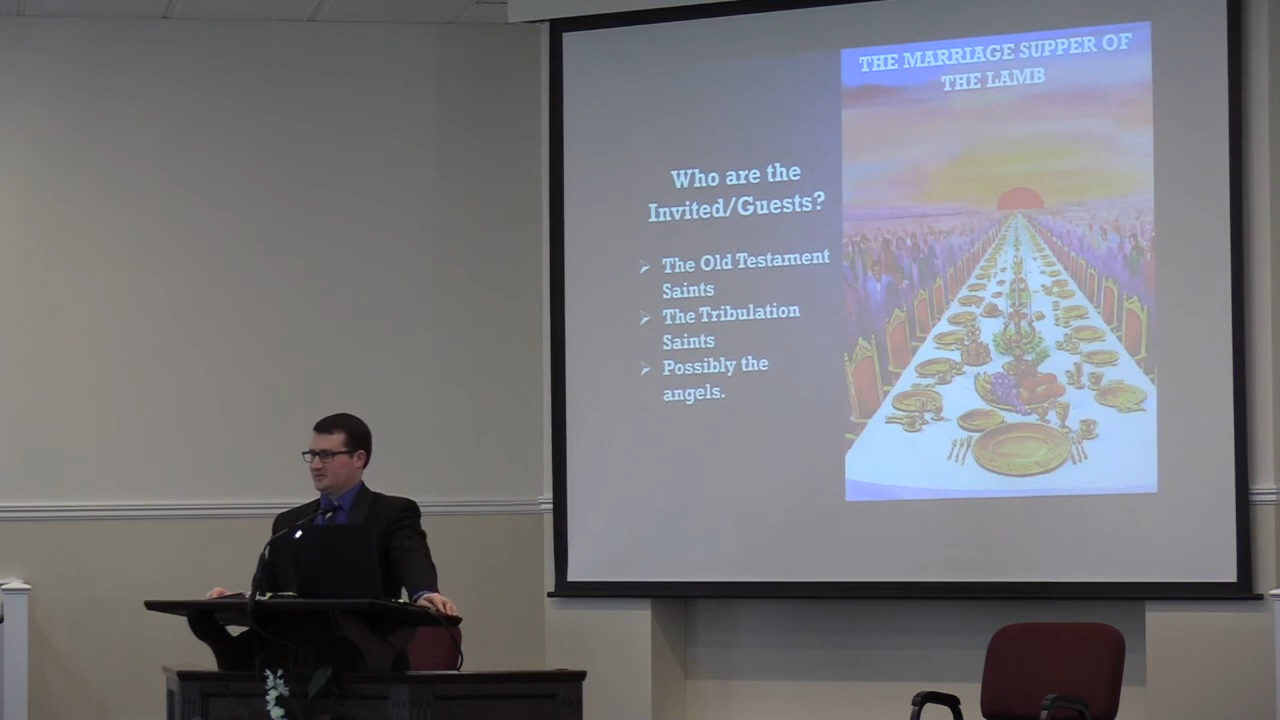 THE MARRIAGE SUPPER OF
THE LAMB
Who are the
Invited/Guests?
The Old Testament
Saints
The Tribulation
Saints
Possibly the
angels.